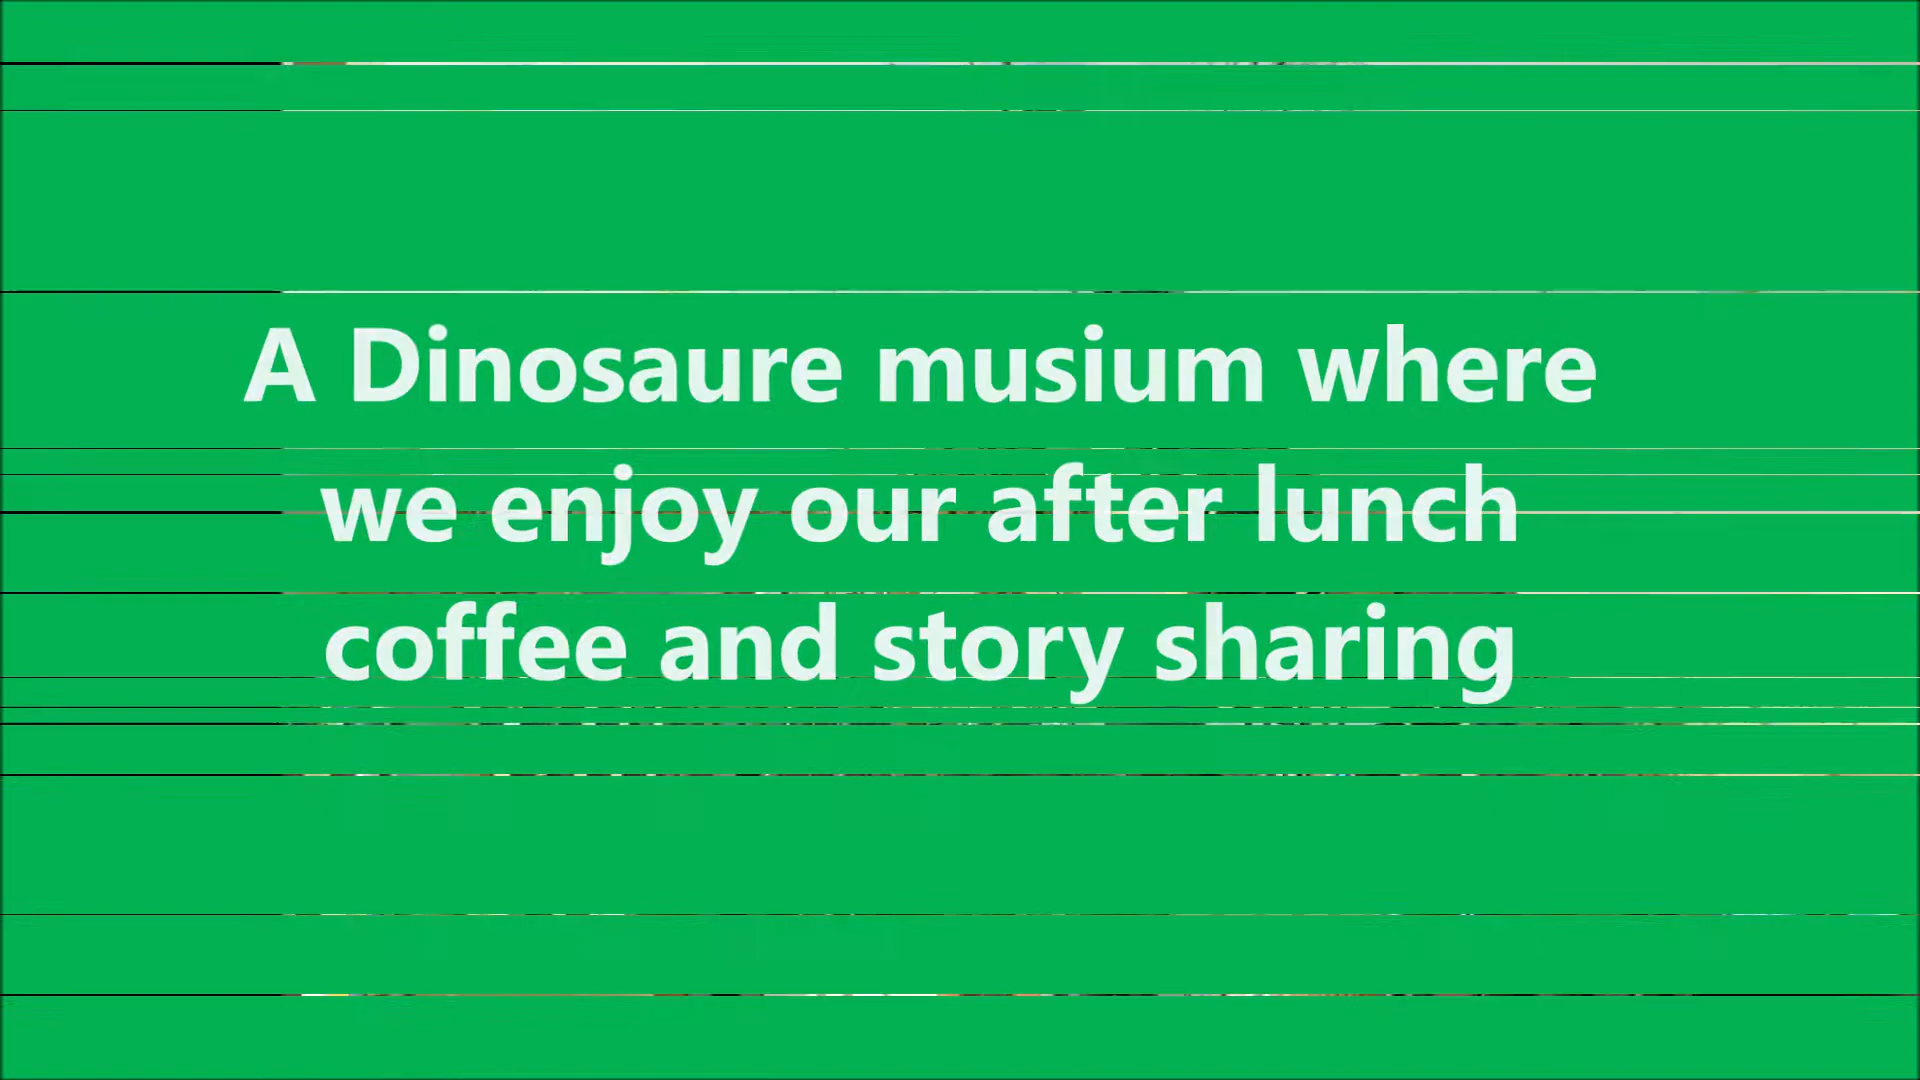 A Dinosaure musium where
we enjoy our after lunch
coffee and story sharing